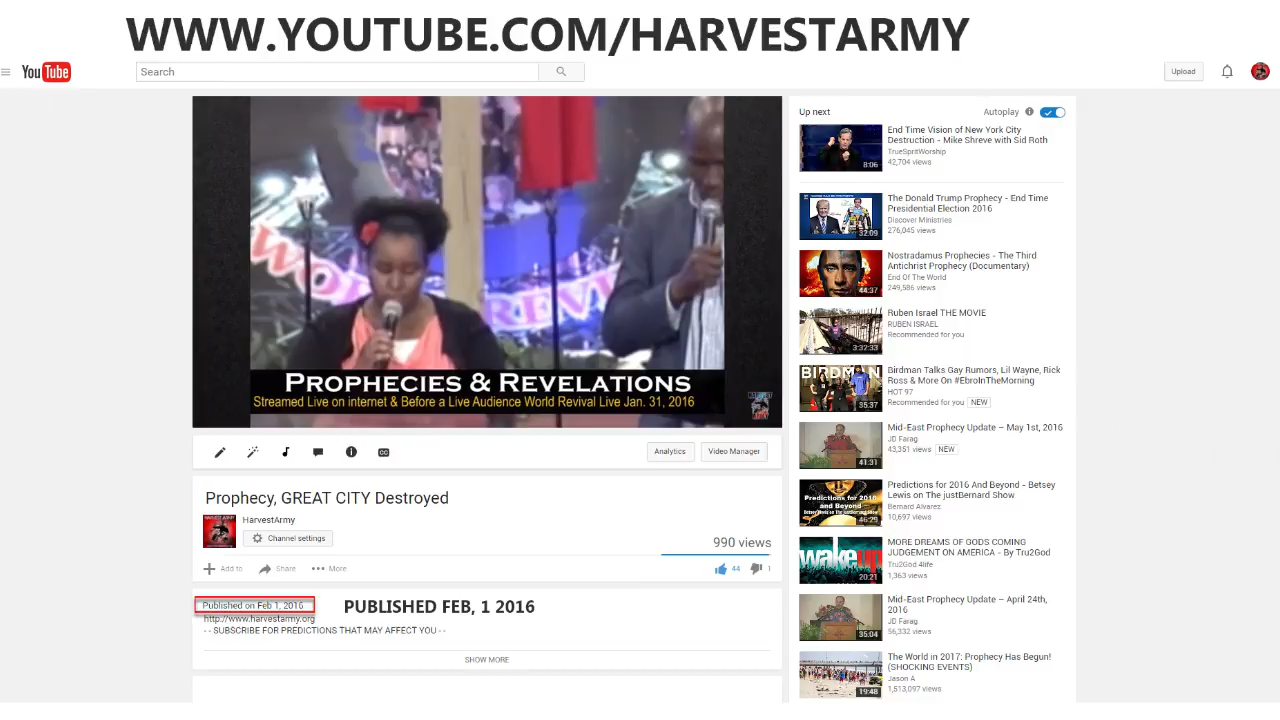 WWW.YOUTUBE.COM/HARVESTARMY
YouTube
Search
Upload
PROPHECIES & REVELATIONS
Streamed Live on internet & Before a Live Audience World Revival Live Jan. 31, 2016
Analytics
Video Manager
Prophecy, GREAT CITY Destroyed
HarvestArmy
Channel settings
990 views
Add to
Share
More
44
1
Published on Feb 1, 2016
PUBLISHED FEB, 1 2016
http://www.harvestarmy.org
- - SUBSCRIBE FOR PREDICTIONS THAT MAY AFFECT YOU - -
SHOW MORE
Up next
Autoplay
End Time Vision of New York City
Destruction - Mike Shreve with Sid Roth
TrueSpritWorship
42,704 views
8:06
The Donald Trump Prophecy - End Time
Presidential Election 2016
Discover Ministries
276,045 views
32:09
Nostradamus Prophecies - The Third
Antichrist Prophecy (Documentary)
End Of The World
249,586 views
44:37
Ruben Israel THE MOVIE
RUBEN ISRAEL
Recommended for you
3:32:33
Birdman Talks Gay Rumors, Lil Wayne, Rick
Ross & More On #EbroInTheMorning
HOT 97
Recommended for you NEW
BIRDMAN
35:37
Mid-East Prophecy Update – May 1st, 2016
JD Farag
43,351 views NEW
41:31
Predictions for 2016 And Beyond - Betsey
Lewis on The justBernard Show
Bernard Alvarez
10,697 views
Predictions for 2016
and Beyond
46:29
MORE DREAMS OF GODS COMING
JUDGEMENT ON AMERICA - By Tru2God
Tru2God 4life
1,363 views
wakeup
20:21
Mid-East Prophecy Update – April 24th,
2016
JD Farag
56,332 views
35:04
The World in 2017: Prophecy Has Begun!
(SHOCKING EVENTS)
Jason A
1,513,097 views
19:48